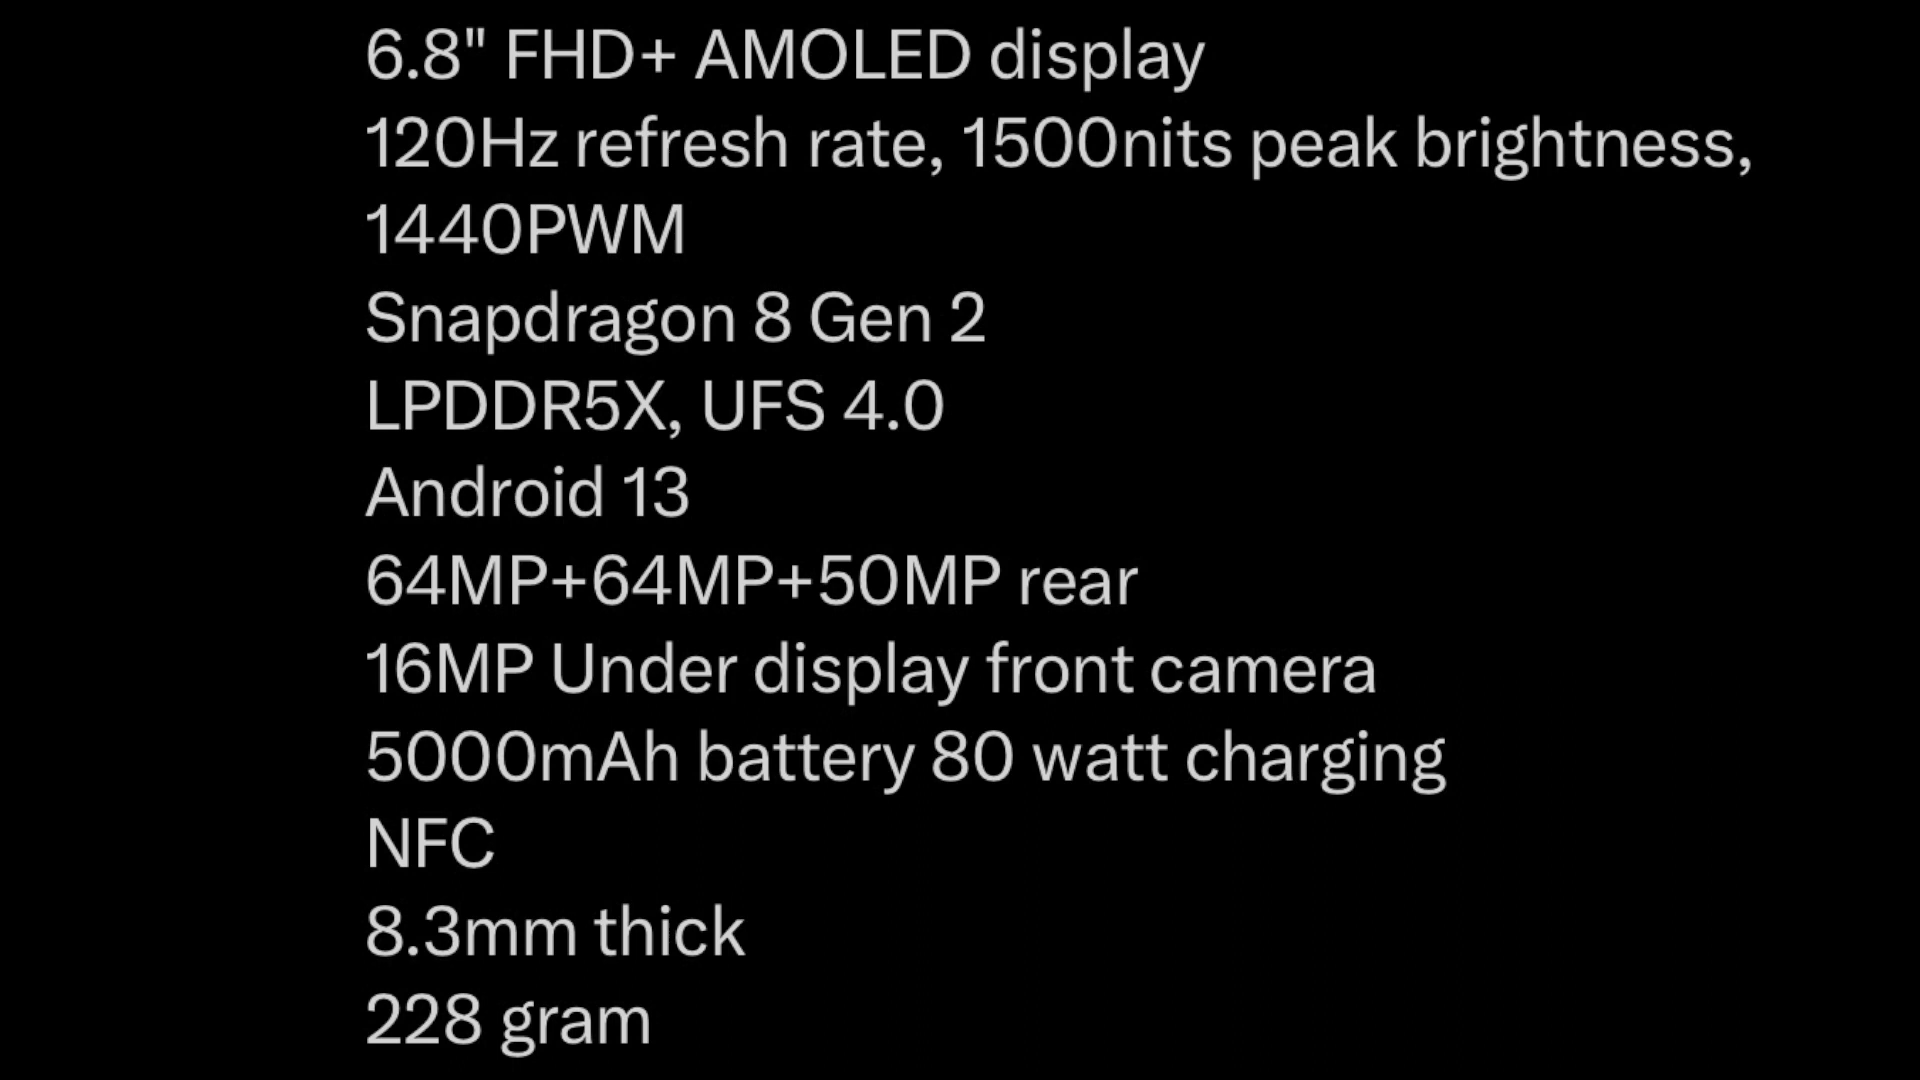 6.8" FHD+ AMOLED display
120Hz refresh rate, 1500nits peak brightness,
1440PWM
Snapdragon 8 Gen 2
LPDDR5X, UFS 4.0
Android 13
64MP+64MP+50MP rear
16MP Under display front camera
5000mAh battery 80 watt charging
NFC
8.3mm thick
228 gram